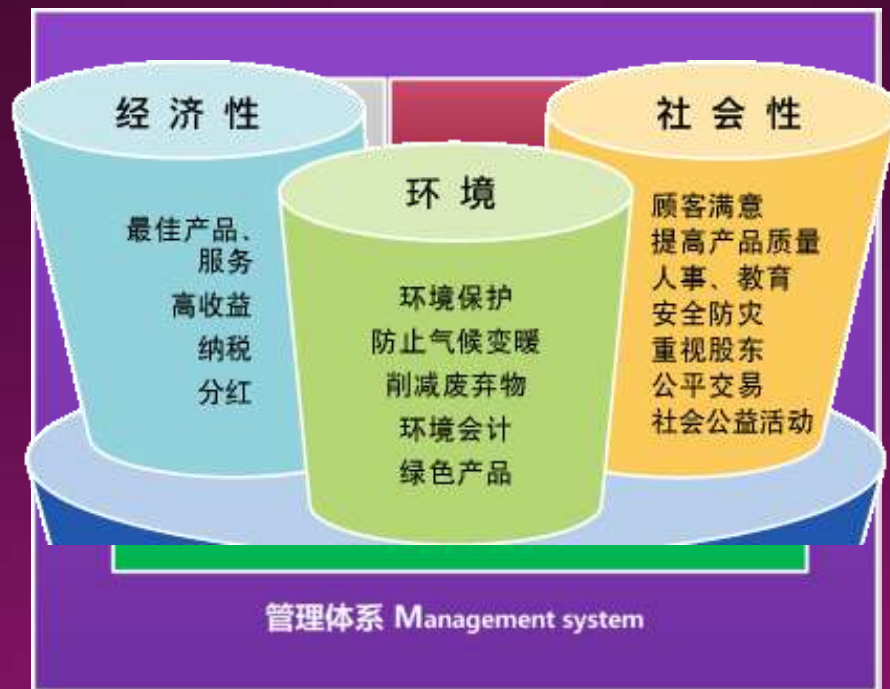 经济性
最佳产品、
服务
高收益
纳税
分红
环境
环境保护
防止气候变暖
削减废弃物
环境会计
绿色产品
社会性
顾客满意
提高产品质量
人事、教育
安全防灾
重视股东
公平交易
社会公益活动
管理体系 Management system